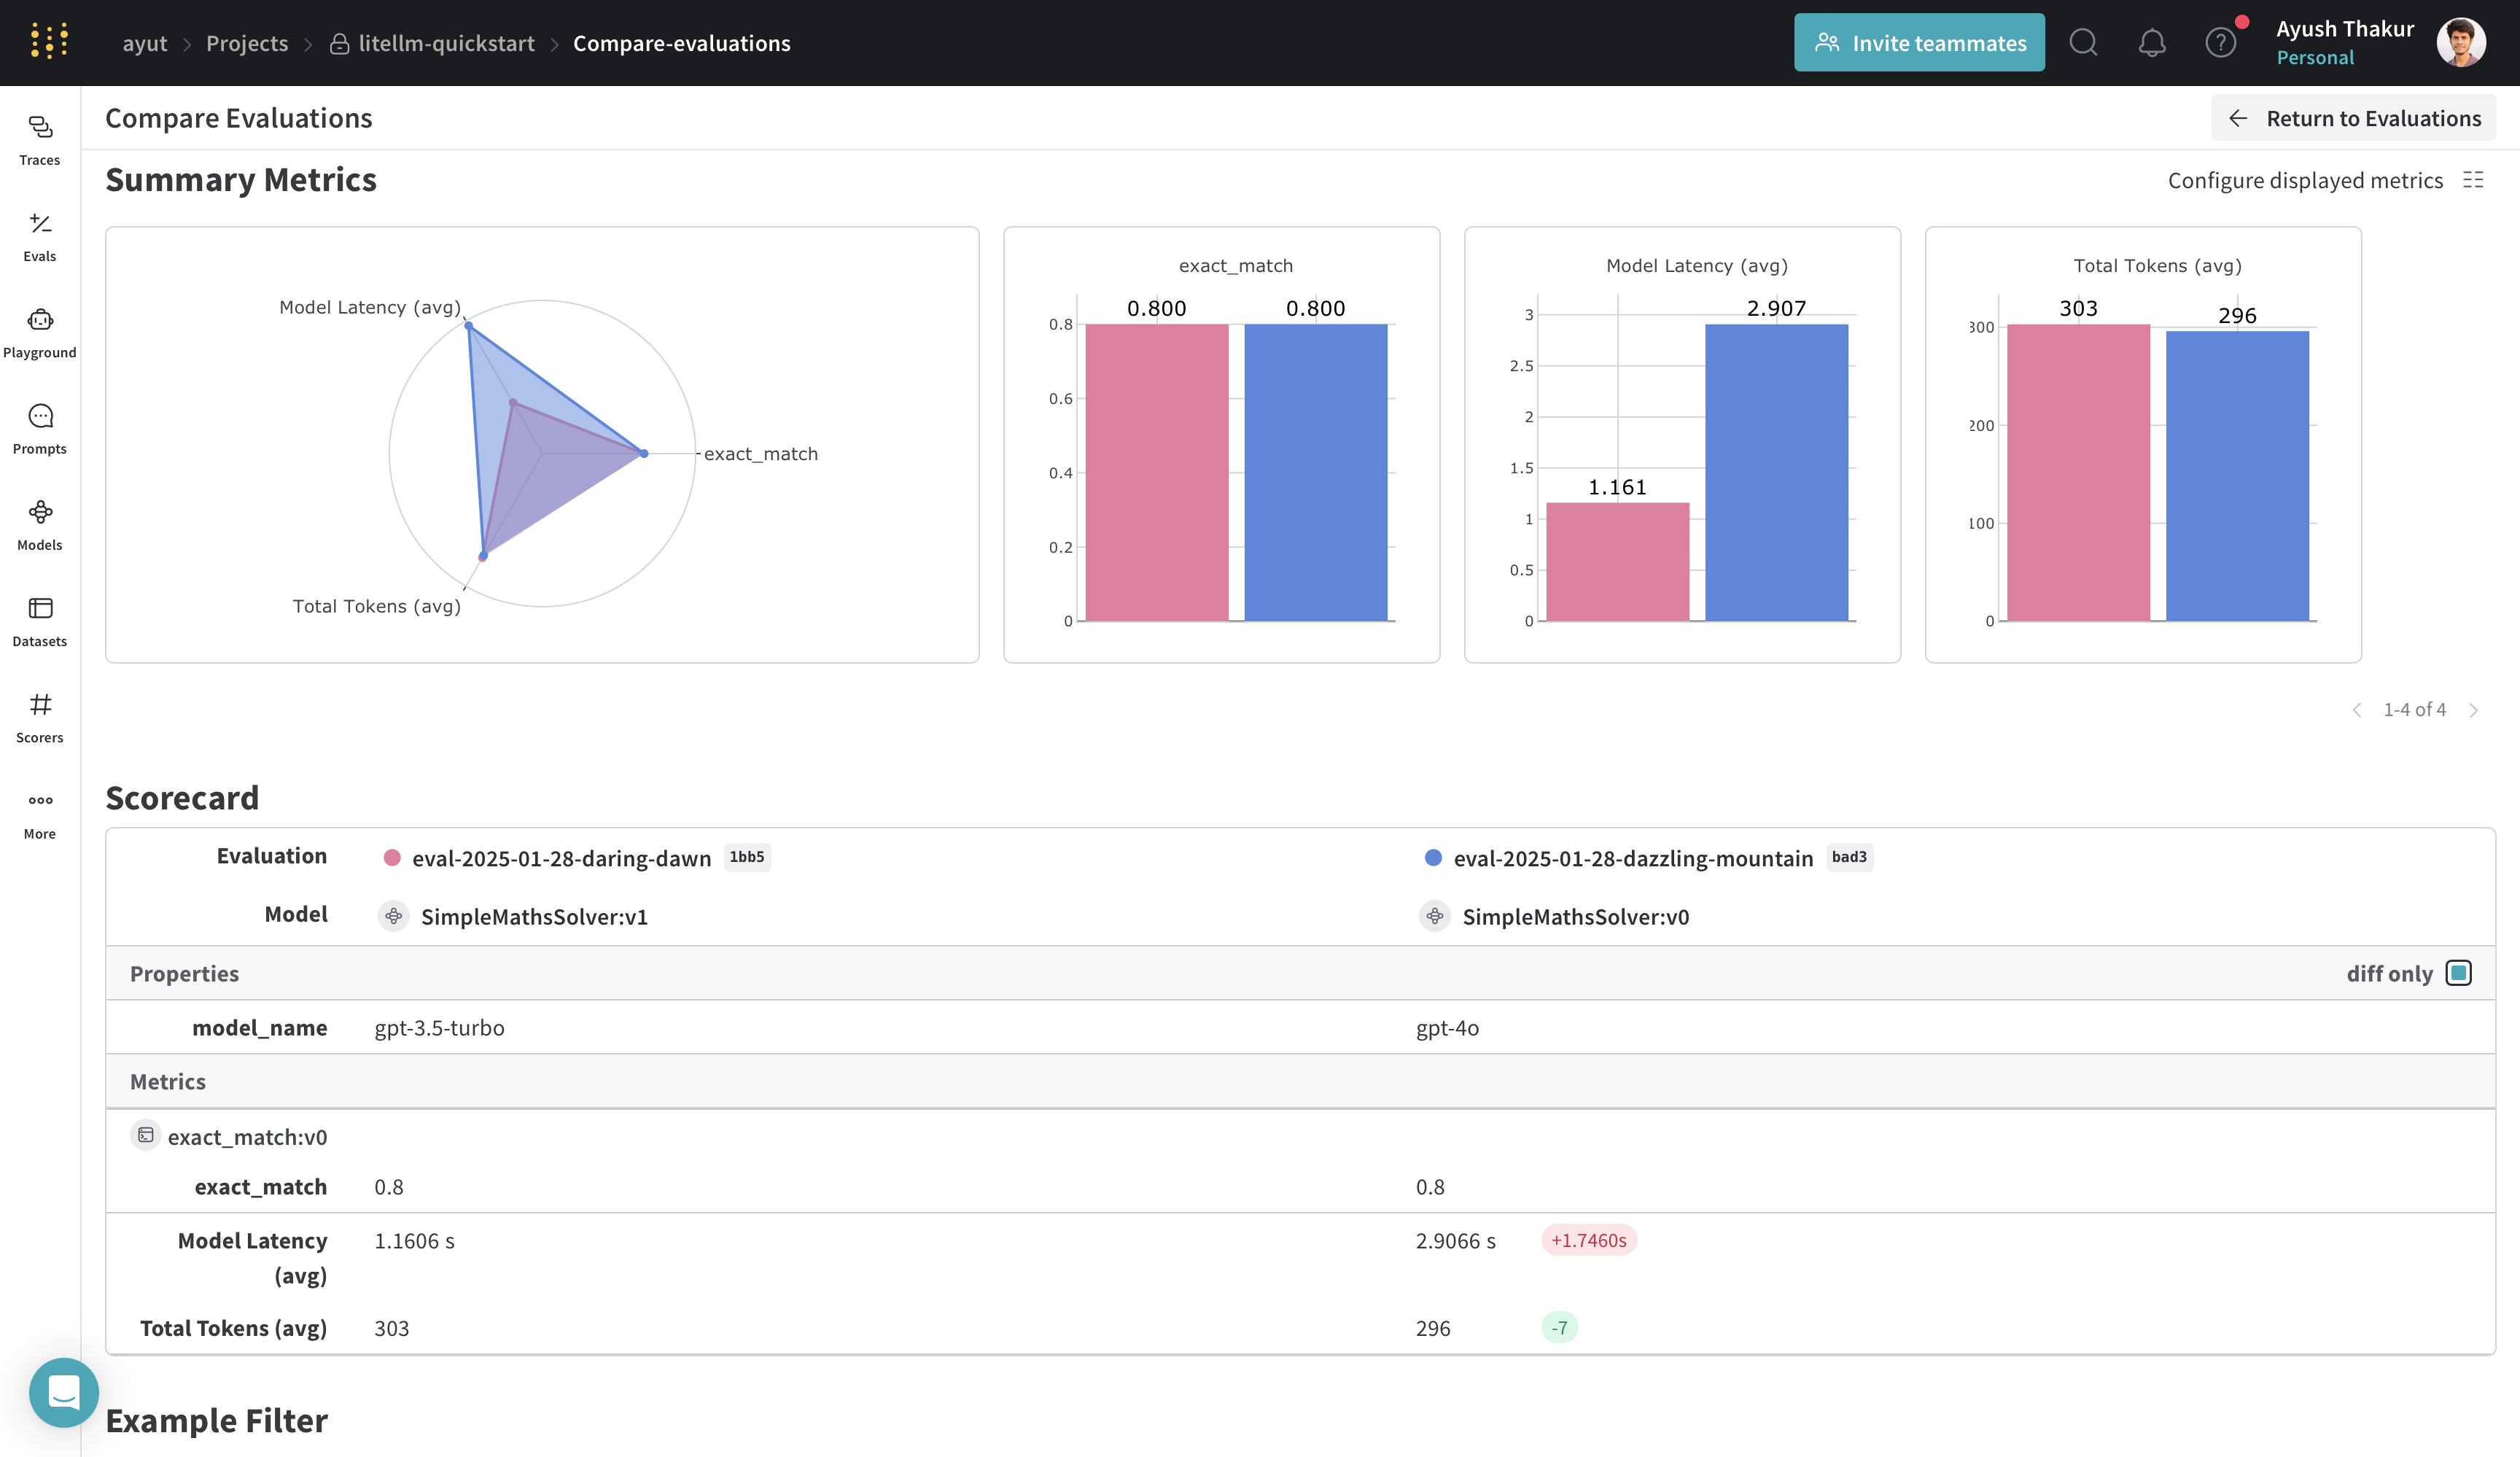 ayut > Projects > litellm-quickstart > Compare-evaluations
Invite teammates
?
Ayush Thakur
Personal
Traces
Evals
Playground
Prompts
Models
Datasets
Scorers
More
Compare Evaluations
Return to Evaluations
Summary Metrics
Configure displayed metrics
Model Latency (avg)
exact_match
Total Tokens (avg)
exact_match
0.800 0.800
0.8
0.6
0.4
0.2
0
Model Latency (avg)
2.907
1.161
3
2.5
2
1.5
1
0.5
0
Total Tokens (avg)
303 296
300
200
100
0
1-4 of 4
Scorecard
Evaluation eval-2025-01-28-daring-dawn 1bb5 eval-2025-01-28-dazzling-mountain bad3
Model SimpleMathsSolver:v1 SimpleMathsSolver:v0
Properties diff only
model_name gpt-3.5-turbo gpt-4o
Metrics
exact_match:v0
exact_match 0.8 0.8
Model Latency 1.1606 s 2.9066 s +1.7460s
(avg)
Total Tokens (avg) 303 296 -7
Example Filter